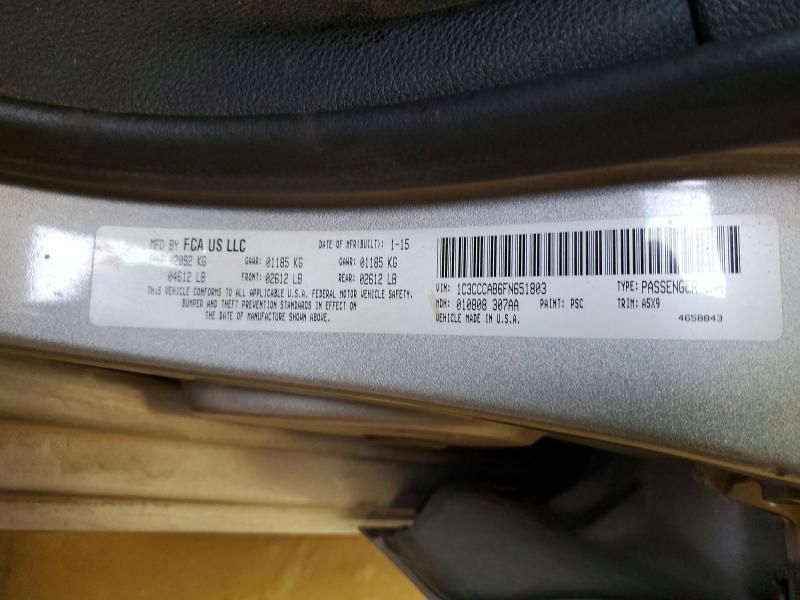 MFD BY FCA US LLC DATE OF MFR(BUILT): 1-15
GVWR: 02092 KG GAWR: 01185 KG GAWR: 01185 KG
04612 LB FRONT: 02612 LB REAR: 02612 LB
THIS VEHICLE CONFORMS TO ALL APPLICABLE U.S.A. FEDERAL MOTOR VEHICLE SAFETY,
BUMPER AND THEFT PREVENTION STANDARDS IN EFFECT ON
THE DATE OF MANUFACTURE SHOWN ABOVE.
VIN: 1C3CCCAB6FN651803 TYPE: PASSENGER CAR
MDH: 010808 307AA PAINT: PSC TRIM: A5X9
VEHICLE MADE IN U.S.A. 4658843